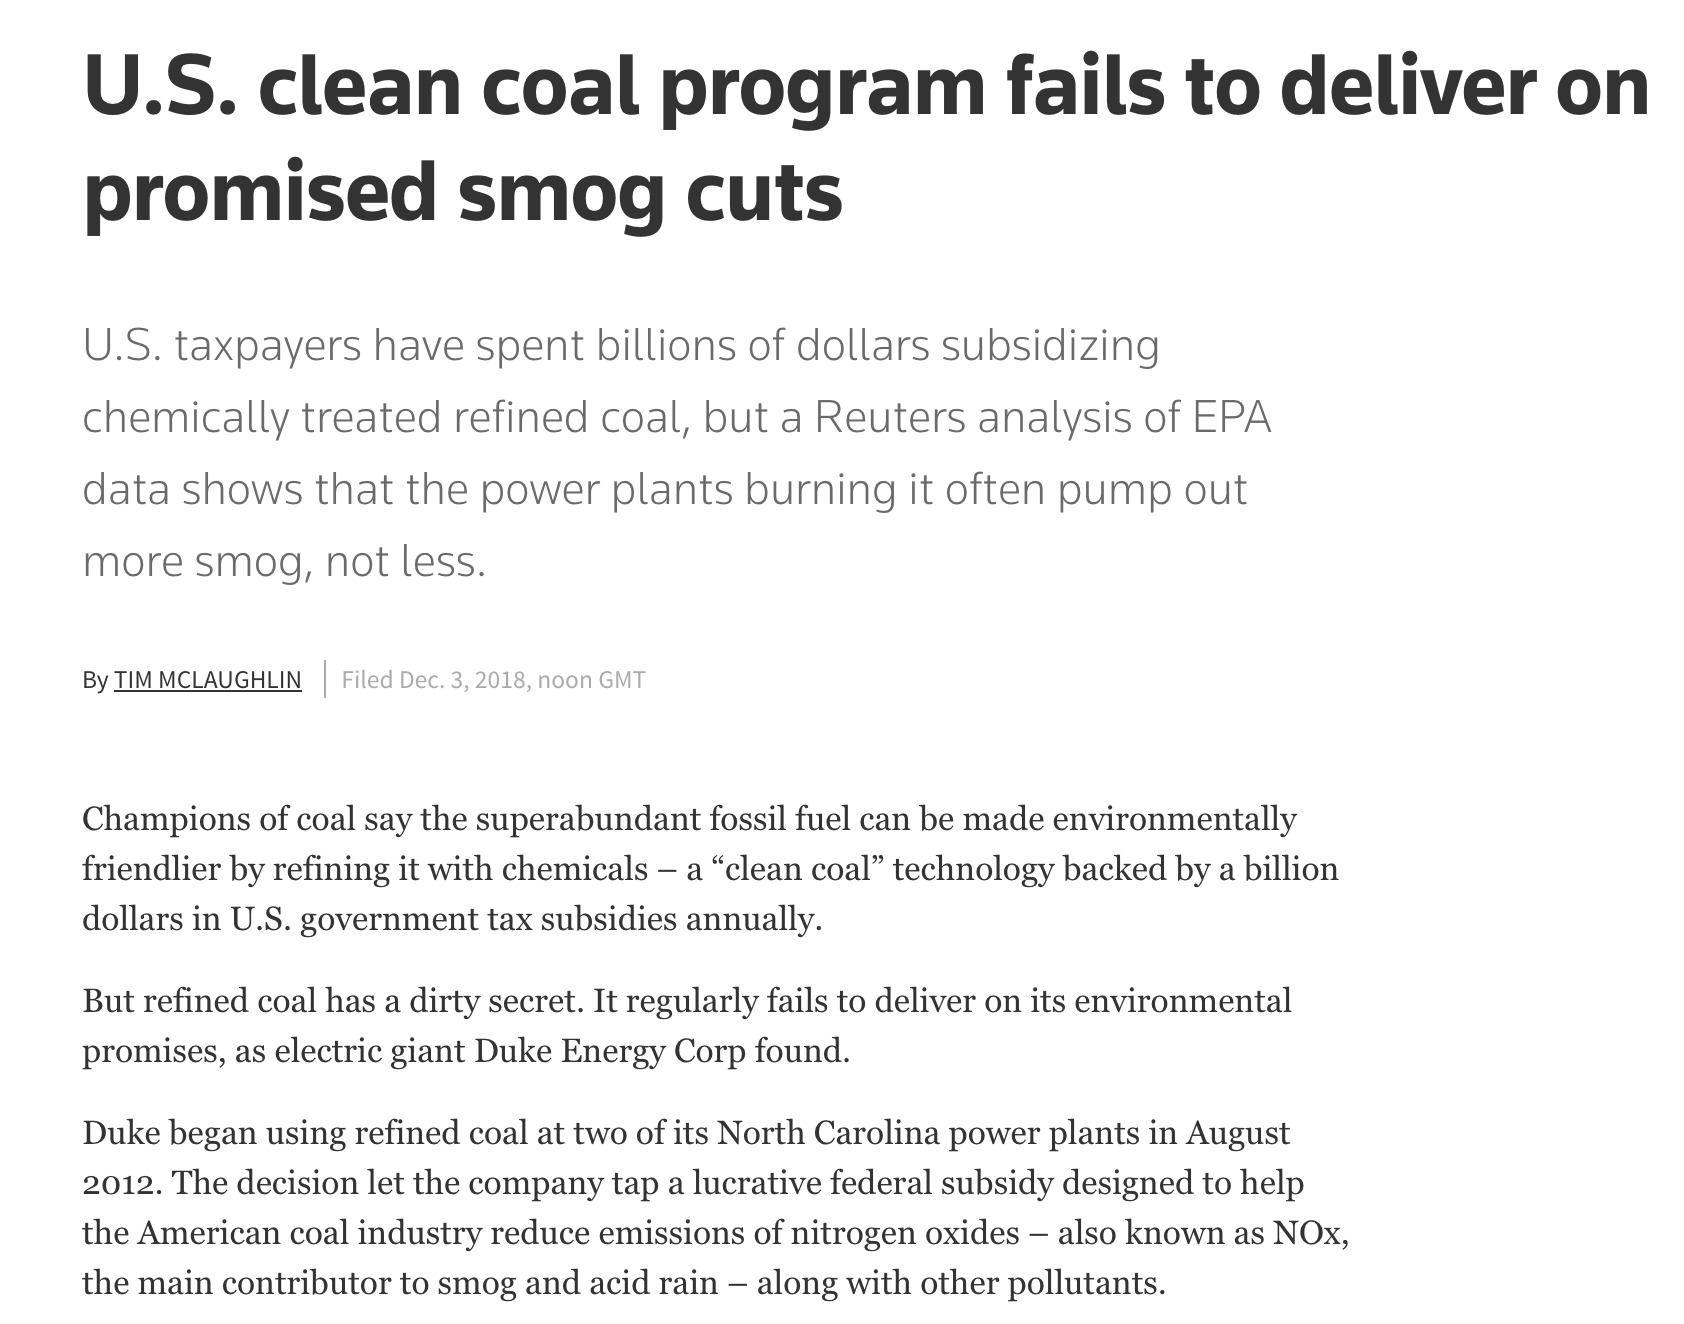 U.S. clean coal program fails to deliver on
promised smog cuts
U.S. taxpayers have spent billions of dollars subsidizing
chemically treated refined coal, but a Reuters analysis of EPA
data shows that the power plants burning it often pump out
more smog, not less.
By TIM MCLAUGHLIN | Filed Dec. 3, 2018, noon GMT
Champions of coal say the superabundant fossil fuel can be made environmentally
friendlier by refining it with chemicals – a “clean coal” technology backed by a billion
dollars in U.S. government tax subsidies annually.
But refined coal has a dirty secret. It regularly fails to deliver on its environmental
promises, as electric giant Duke Energy Corp found.
Duke began using refined coal at two of its North Carolina power plants in August
2012. The decision let the company tap a lucrative federal subsidy designed to help
the American coal industry reduce emissions of nitrogen oxides – also known as NOx,
the main contributor to smog and acid rain – along with other pollutants.